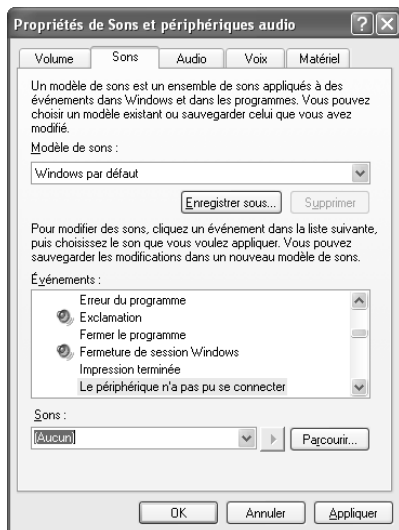 Propriétés de Sons et périphériques audio
Volume Sons Audio Voix Matériel
Un modèle de sons est un ensemble de sons appliqués à des
événements dans Windows et dans les programmes. Vous pouvez
choisir un modèle existant ou sauvegarder celui que vous avez
modifié.
Modèle de sons :
Windows par défaut
Enregistrer sous... Supprimer
Pour modifier des sons, cliquez un événement dans la liste suivante,
puis choisissez le son que vous voulez appliquer. Vous pouvez
sauvegarder les modifications dans un nouveau modèle de sons.
Événements :
Erreur du programme
Exclamation
Fermer le programme
Fermeture de session Windows
Impression terminée
Le périphérique n'a pas pu se connecter
Sons :
(Aucun) Parcourir...
OK Annuler Appliquer